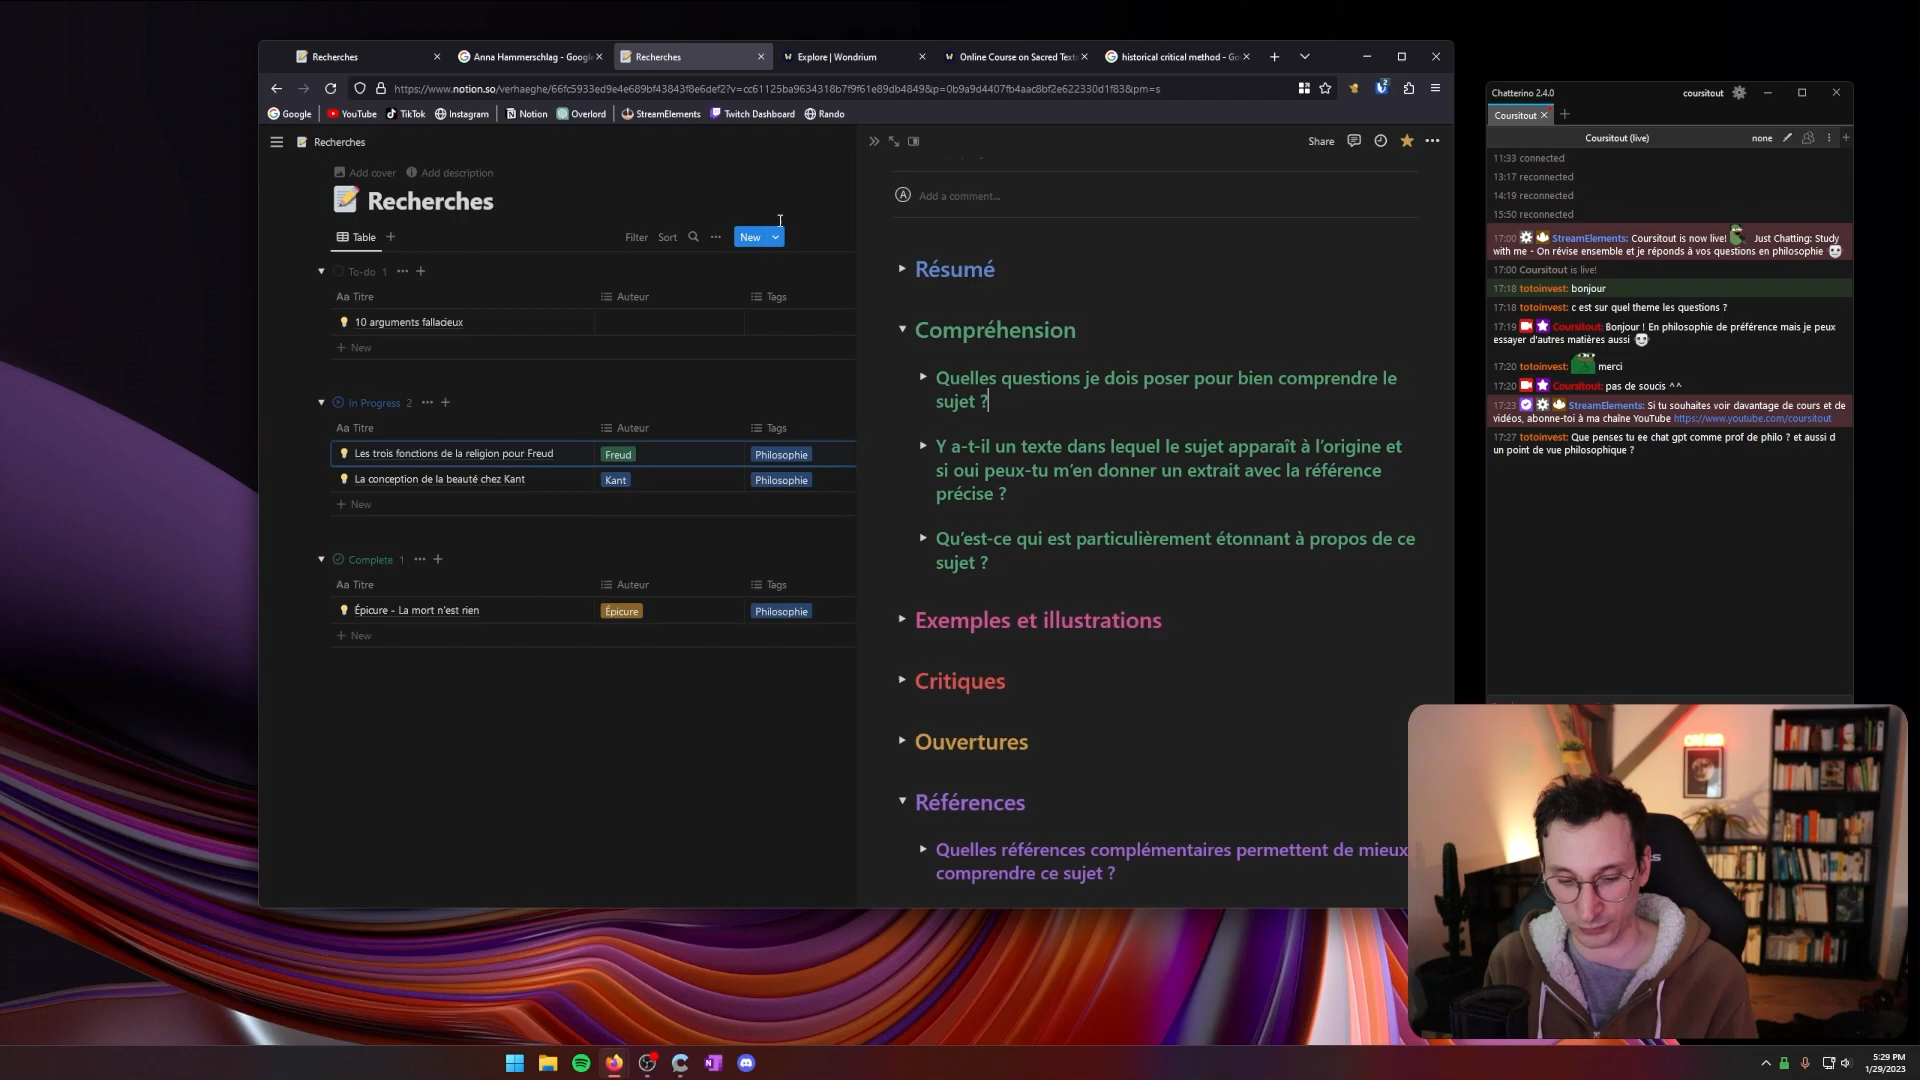 Recherches
Anna Hammerschlag - Google
Recherches
Explore | Wondrium
Online Course on Sacred Texts
historical critical method - Go
https://www.notion.so/verhaeghe/66fc5933ed9e4e689bf43843f8e6def2?v=cc61125ba9634318b7f9f61e89db4849&p=0b9a9d4407fb4aac8bf2e622330d1f83&pm=s
2
Google
YouTube
TikTok
Instagram
Notion
Overlord
StreamElements
Twitch Dashboard
Rando
Recherches
Share
Add cover
Add description
Recherches
Table
Filter
Sort
New
To-do 1
Aa Titre
Auteur
Tags
10 arguments fallacieux
New
In Progress 2
Aa Titre
Auteur
Tags
Les trois fonctions de la religion pour Freud
Freud
Philosophie
La conception de la beauté chez Kant
Kant
Philosophie
New
Complete 1
Aa Titre
Auteur
Tags
Épicure - La mort n'est rien
Épicure
Philosophie
New
A
Add a comment...
Résumé
Compréhension
Quelles questions je dois poser pour bien comprendre le
sujet ?
Y a-t-il un texte dans lequel le sujet apparaît à l'origine et
si oui peux-tu m'en donner un extrait avec la référence
précise ?
Qu'est-ce qui est particulièrement étonnant à propos de ce
sujet ?
Exemples et illustrations
Critiques
Ouvertures
Références
Quelles références complémentaires permettent de mieux
comprendre ce sujet ?
Chatterino 2.4.0
coursitout
Coursitout
Coursitout (live)
none
11:33 connected
13:17 reconnected
14:19 reconnected
15:50 reconnected
17:00 StreamElements: Coursitout is now live! Just Chatting: Study
with me - On révise ensemble et je réponds à vos questions en philosophie
17:00 Coursitout is live!
17:18 totoinvest: bonjour
17:18 totoinvest: c est sur quel theme les questions ?
17:19 Coursitout: Bonjour ! En philosophie de préférence mais je peux
essayer d'autres matières aussi
17:20 totoinvest: merci
17:20 Coursitout: pas de soucis ^^
17:23 StreamElements: Si tu souhaites voir davantage de cours et de
vidéos, abonne-toi à ma chaîne YouTube https://www.youtube.com/coursitout
17:27 totoinvest: Que penses tu ee chat gpt comme prof de philo ? et aussi d
un point de vue philosophique ?
5:29 PM
1/29/2023